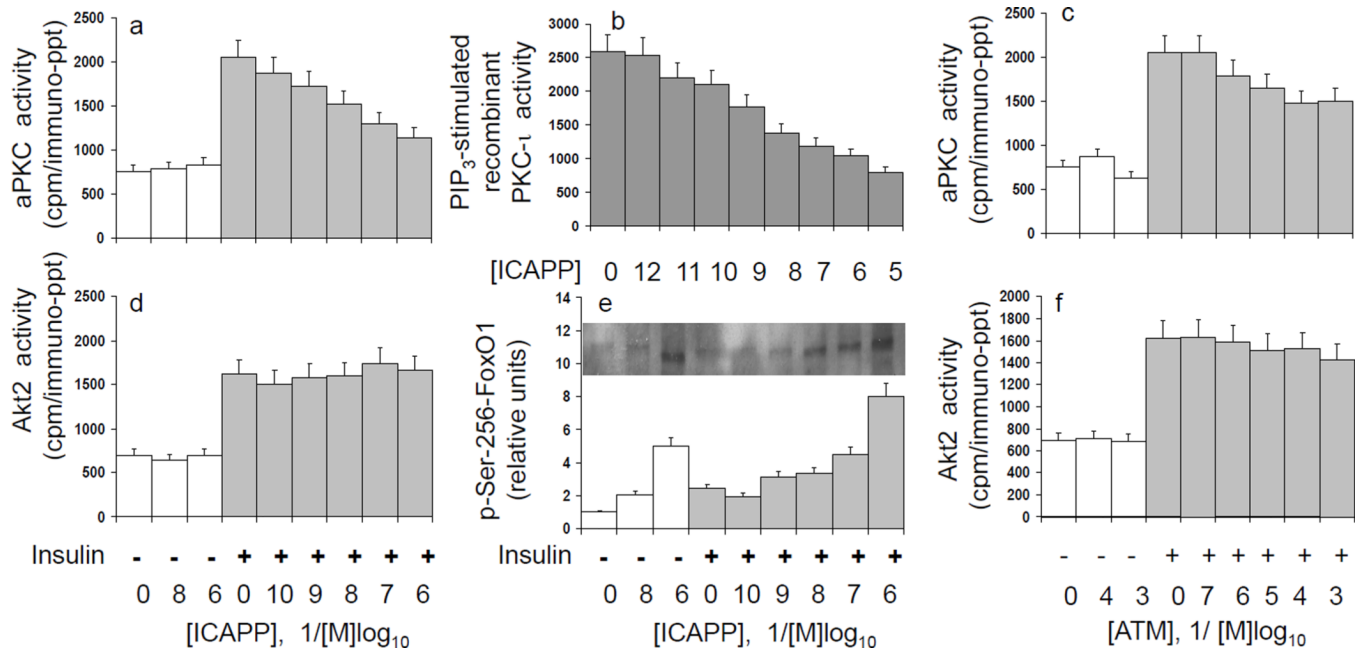 a
aPKC activity
(cpm/immuno-ppt)
2500
2000
1500
1000
500
0
b
PIP3-stimulated
recombinant
PKC-ι activity
3000
2500
2000
1500
1000
500
0
[ICAPP] 0 12 11 10 9 8 7 6 5
c
aPKC activity
(cpm/immuno-ppt)
2500
2000
1500
1000
500
0
d
Akt2 activity
(cpm/immuno-ppt)
2500
2000
1500
1000
500
0
Insulin - - - + + + + + +
0 8 6 0 10 9 8 7 6
[ICAPP], 1/[M]log10
e
p-Ser-256-FoxO1
(relative units)
14
12
10
8
6
4
2
0
Insulin - - - + + + + + +
0 8 6 0 10 9 8 7 6
[ICAPP], 1/[M]log10
f
Akt2 activity
(cpm/immuno-ppt)
2000
1800
1600
1400
1200
1000
800
600
400
200
0
- - - + + + + + +
0 4 3 0 7 6 5 4 3
[ATM], 1/ [M]log10